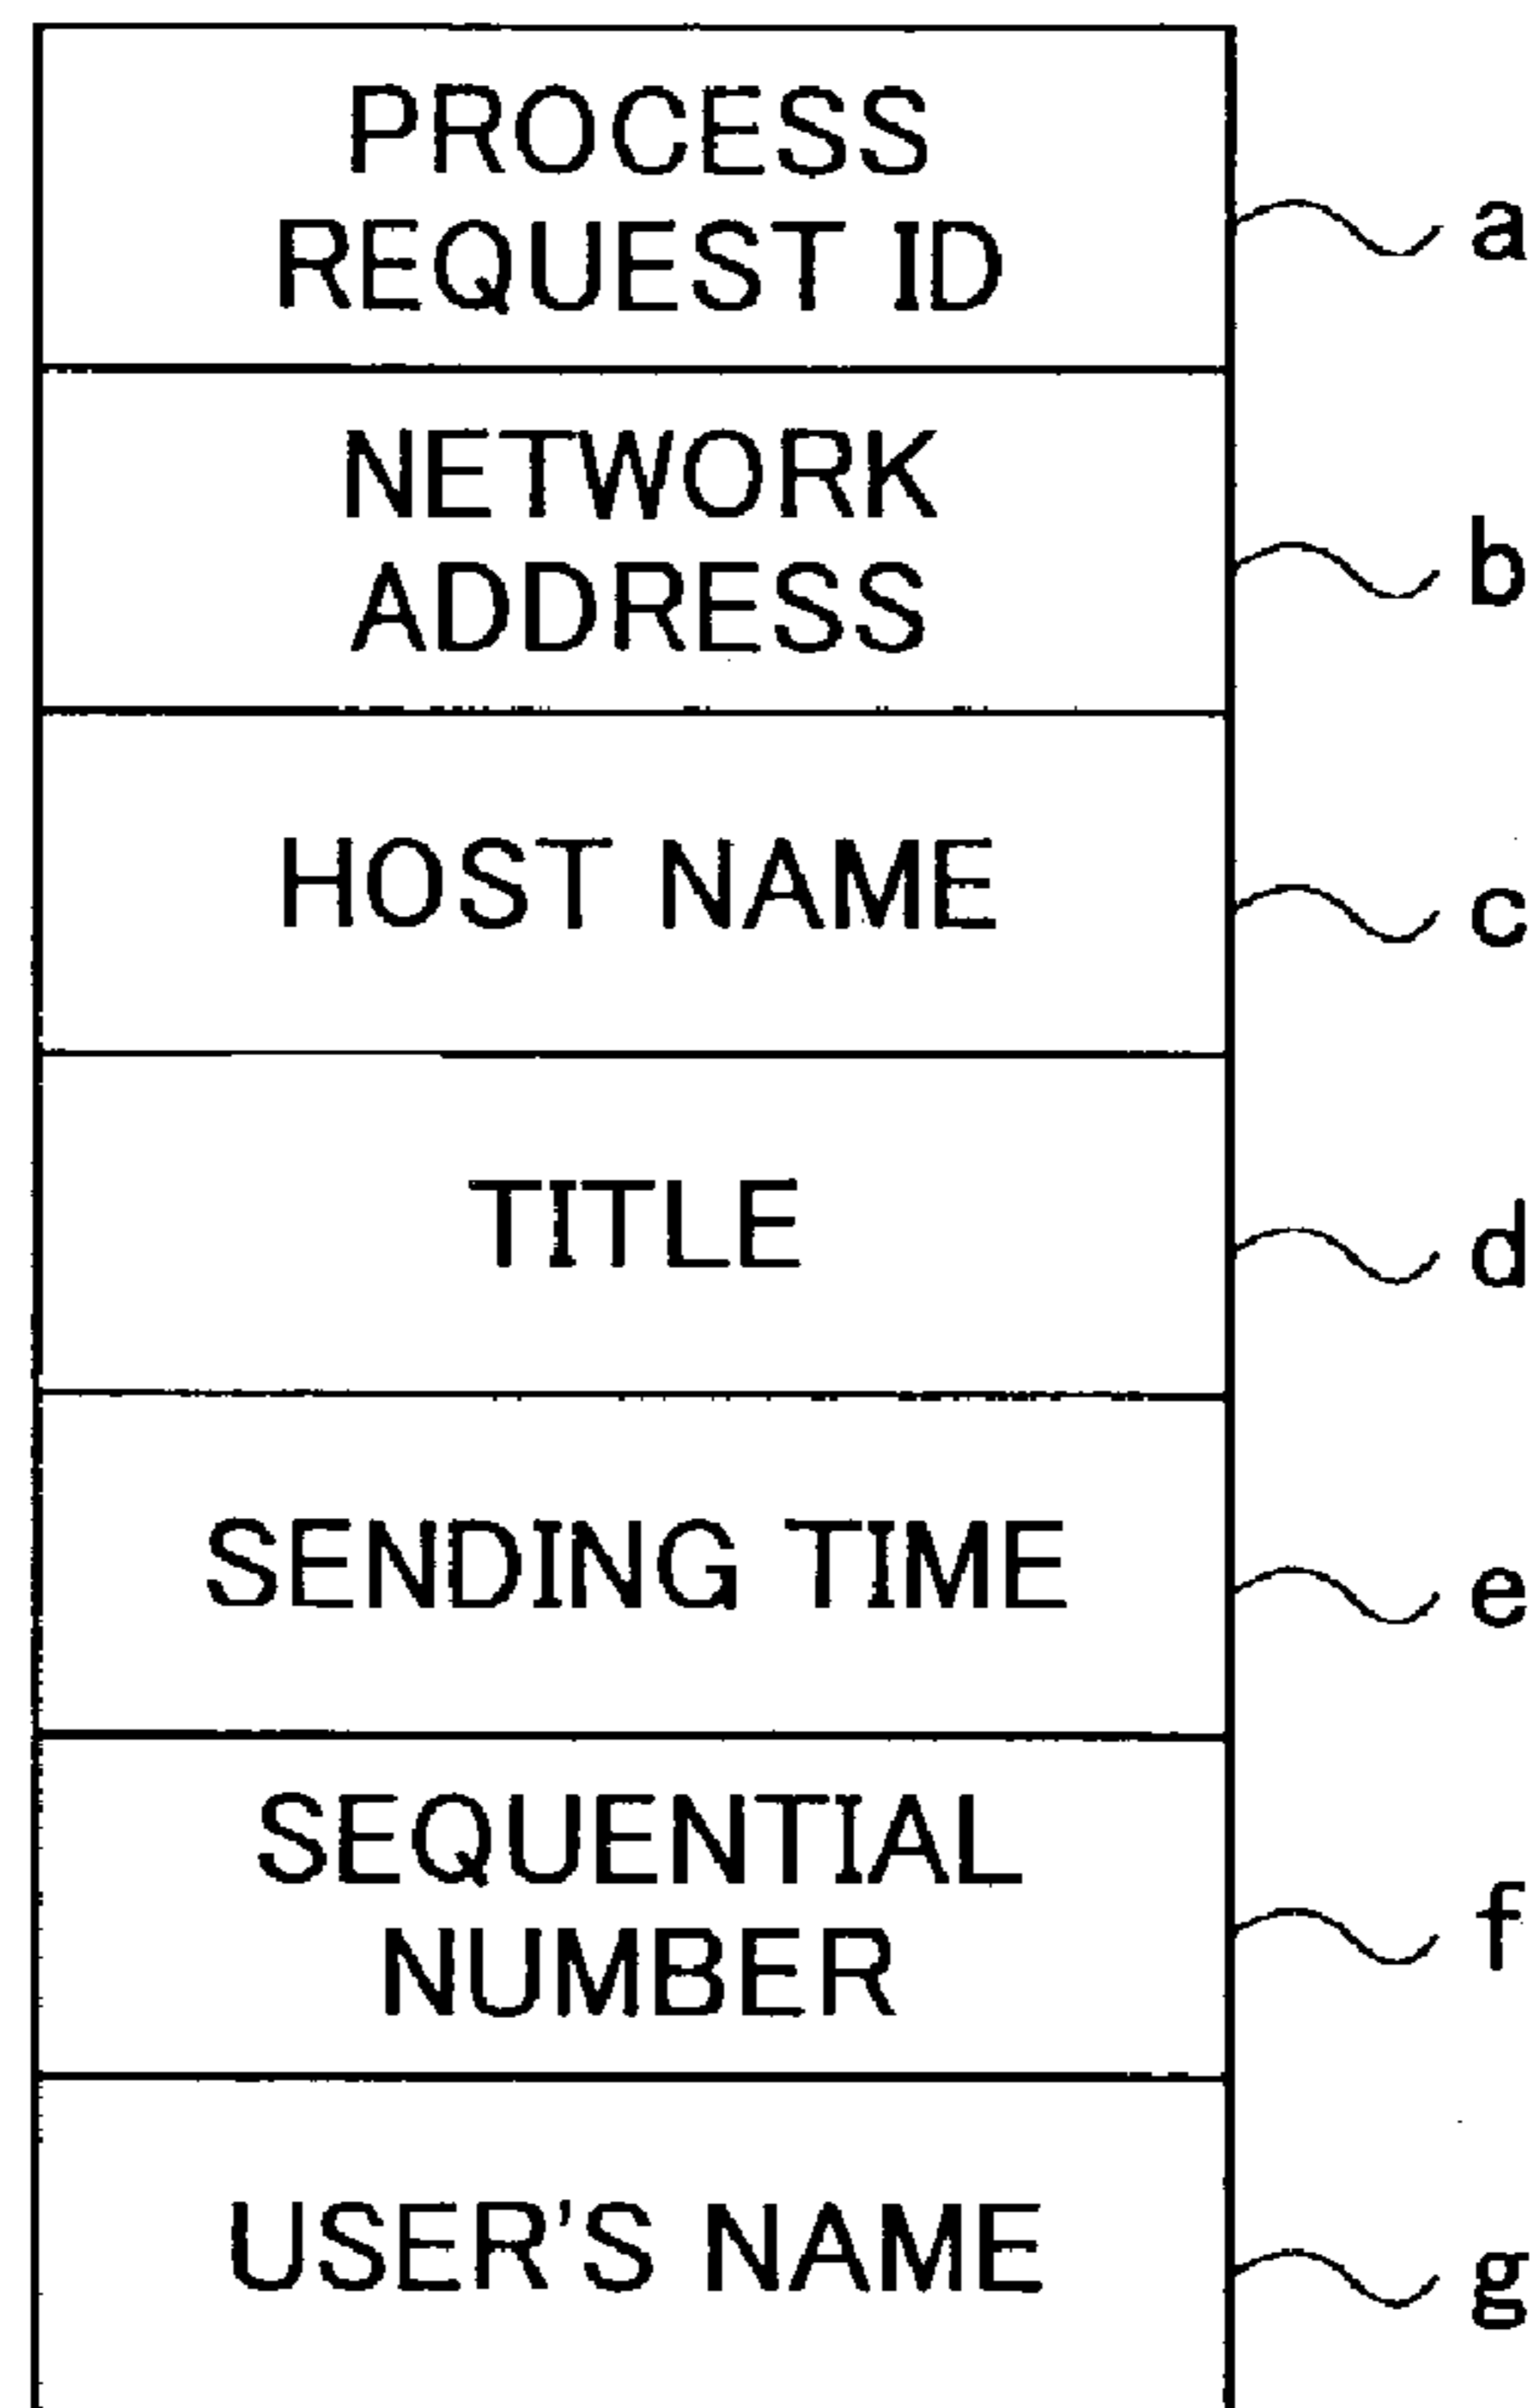 PROCESS
REQUEST ID
a
NETWORK
ADDRESS
b
HOST NAME
c
TITLE
d
SENDING TIME
e
SEQUENTIAL
NUMBER
f
USER'S NAME
g